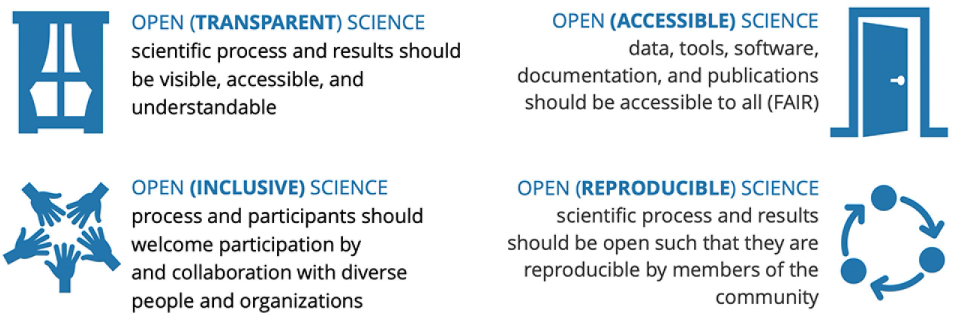 OPEN (TRANSPARENT) SCIENCE
scientific process and results should
be visible, accessible, and
understandable
OPEN (ACCESSIBLE) SCIENCE
data, tools, software,
documentation, and publications
should be accessible to all (FAIR)
OPEN (INCLUSIVE) SCIENCE
process and participants should
welcome participation by
and collaboration with diverse
people and organizations
OPEN (REPRODUCIBLE) SCIENCE
scientific process and results
should be open such that they are
reproducible by members of the
community